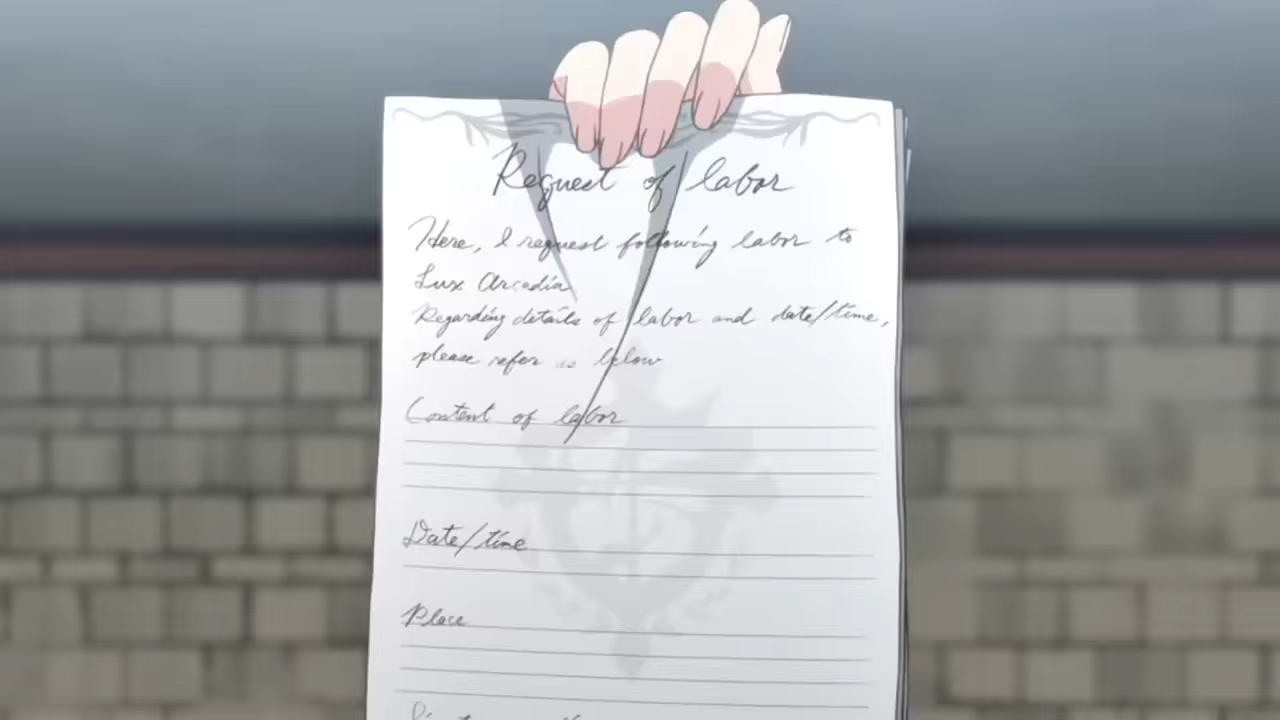 Request of labor
Here, I request following labor to
Lux Arcadia
Regarding details of labor and date/time,
please refer as below
Content of labor
Date/time
Place